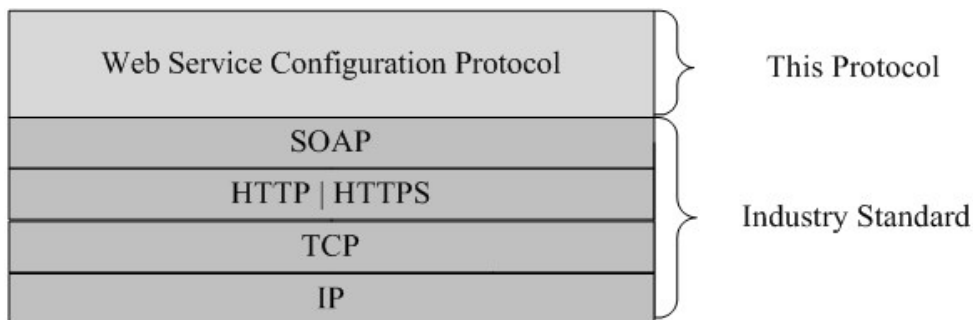 Web Service Configuration Protocol
This Protocol
SOAP
HTTP | HTTPS
Industry Standard
TCP
IP